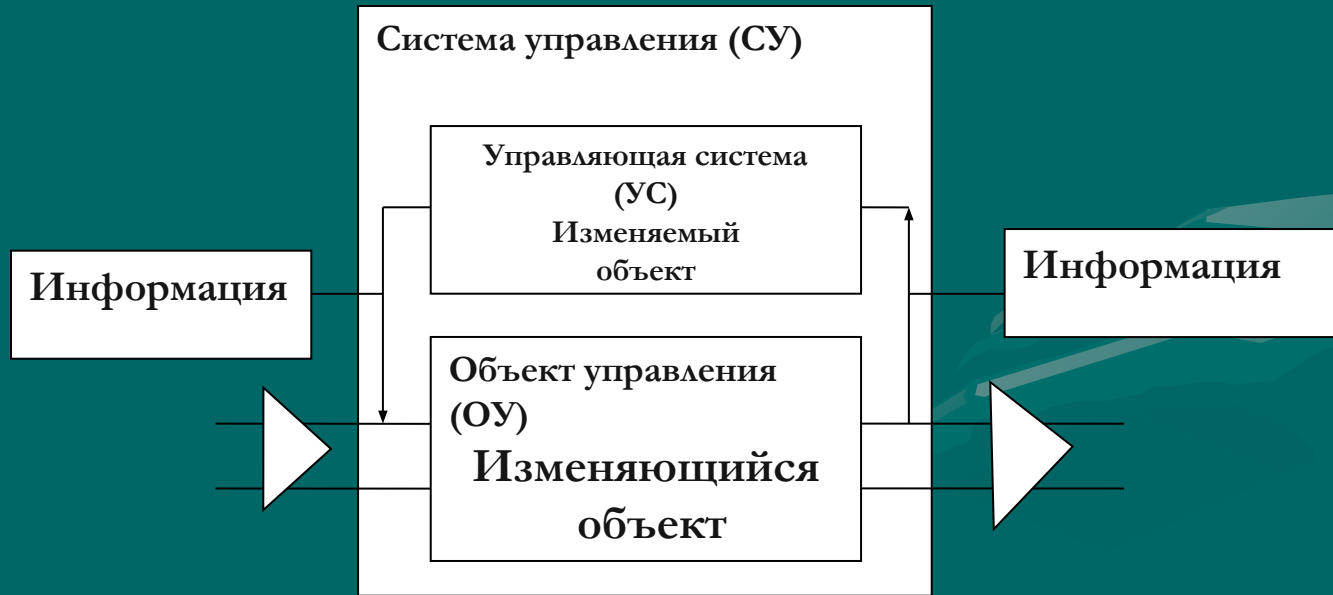 Система управления (СУ)
Управляющая система
(УС)
Изменяемый
объект
Информация
Информация
Объект управления
(ОУ)
Изменяющийся
объект